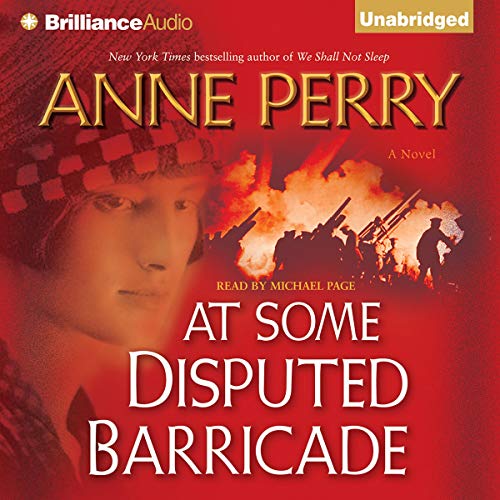 BrillianceAudio
Unabridged
New York Times bestselling author of We Shall Not Sleep
ANNE PERRY
A Novel
READ BY MICHAEL PAGE
AT SOME
DISPUTED
BARRICADE